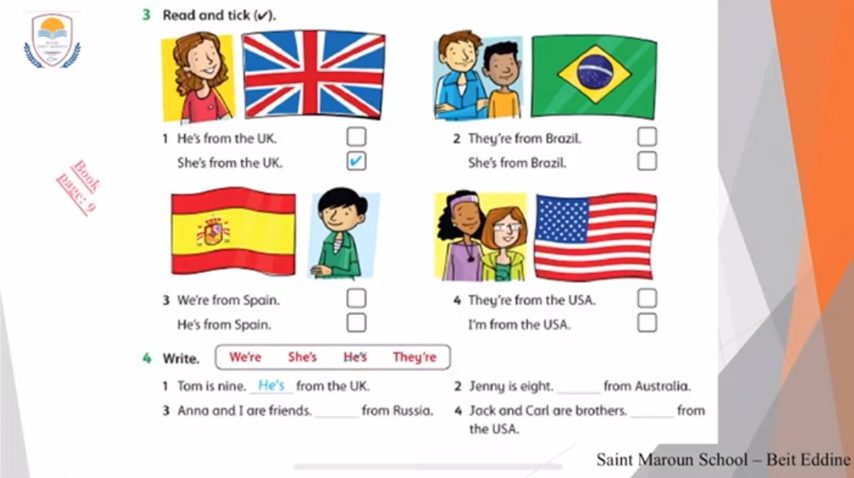 3 Read and tick (✔).
1 He's from the UK.
She's from the UK. ✔
2 They're from Brazil.
She's from Brazil.
Book
page: 9
3 We're from Spain.
He's from Spain.
4 They're from the USA.
I'm from the USA.
4 Write. We're She's He's They're
1 Tom is nine. He's from the UK.
2 Jenny is eight. ______ from Australia.
3 Anna and I are friends. ______ from Russia.
4 Jack and Carl are brothers. ______ from
the USA.
Saint Maroun School – Beit Eddine